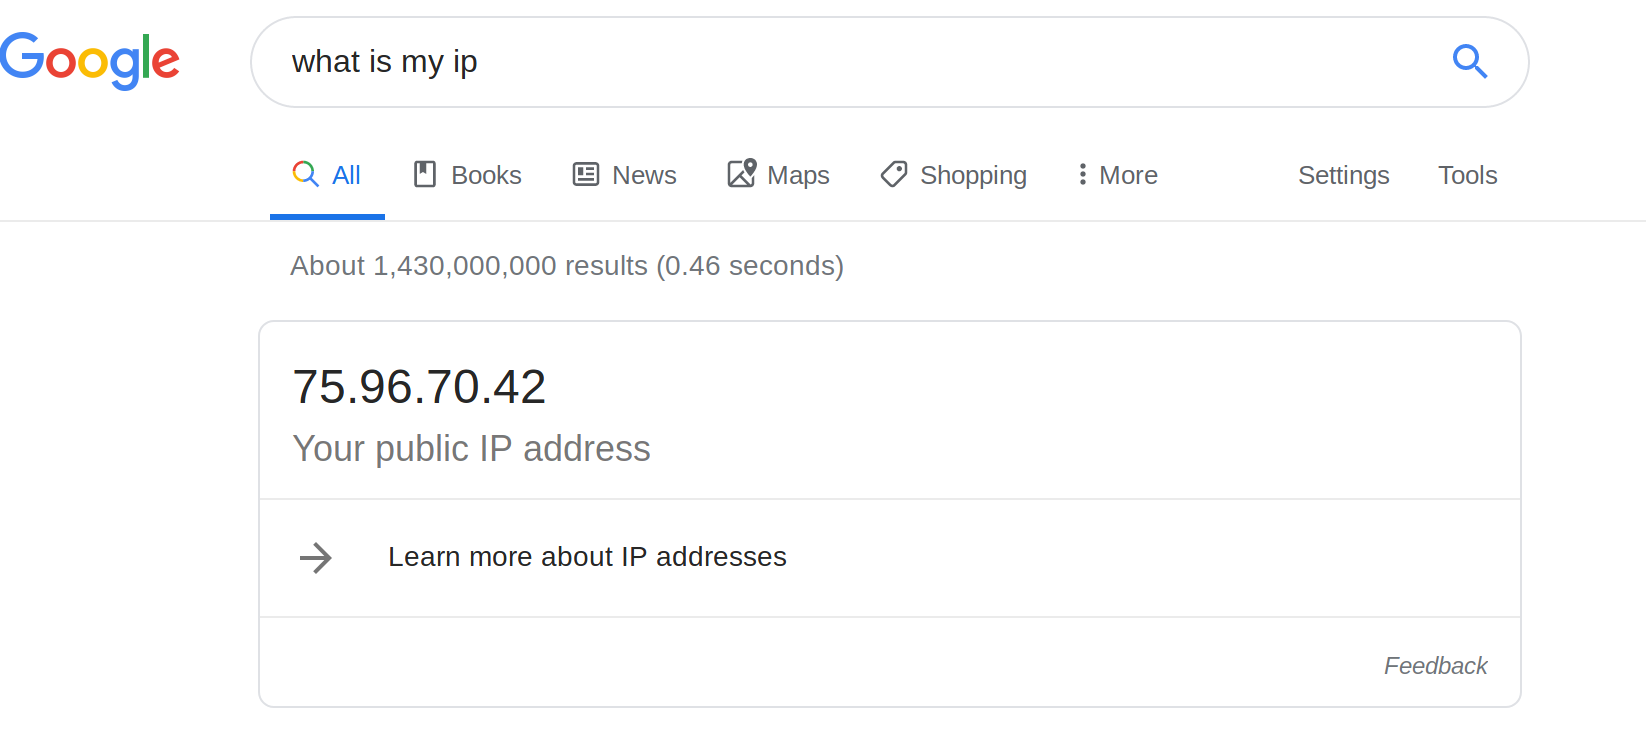 Google
what is my ip
All Books News Maps Shopping More Settings Tools
About 1,430,000,000 results (0.46 seconds)
75.96.70.42
Your public IP address
Learn more about IP addresses
Feedback